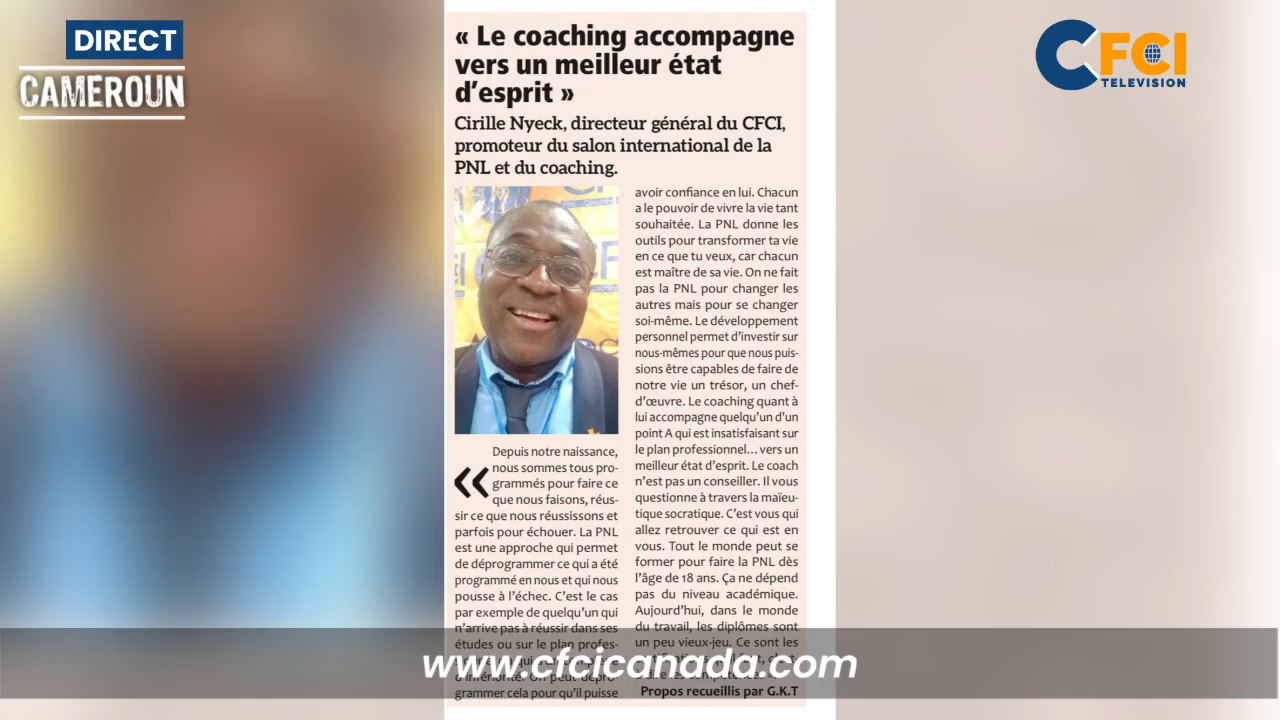 DIRECT
CAMEROUN
CFCI
TELEVISION
« Le coaching accompagne
vers un meilleur état
d’esprit »
Cirille Nyeck, directeur général du CFCI,
promoteur du salon international de la
PNL et du coaching.
« Depuis notre naissance,
nous sommes tous pro-
grammés pour faire ce
que nous faisons, réus-
sir ce que nous réussissons et
parfois pour échouer. La PNL
est une approche qui permet
de déprogrammer ce qui a été
programmé en nous et qui nous
pousse à l’échec. C’est le cas
par exemple de quelqu’un qui
n’arrive pas à réussir dans ses
études ou sur le plan profes-
d’infériorité. On peut dépro-
grammer cela pour qu’il puisse
avoir confiance en lui. Chacun
a le pouvoir de vivre la vie tant
souhaitée. La PNL donne les
outils pour transformer ta vie
en ce que tu veux, car chacun
est maître de sa vie. On ne fait
pas la PNL pour changer les
autres mais pour se changer
soi-même. Le développement
personnel permet d’investir sur
nous-mêmes pour que nous puis-
sions être capables de faire de
notre vie un trésor, un chef-
d’œuvre. Le coaching quant à
lui accompagne quelqu’un d’un
point A qui est insatisfaisant sur
le plan professionnel… vers un
meilleur état d’esprit. Le coach
n’est pas un conseiller. Il vous
questionne à travers la maïeu-
tique socratique. C’est vous qui
allez retrouver ce qui est en
vous. Tout le monde peut se
former pour faire la PNL dès
l’âge de 18 ans. Ça ne dépend
pas du niveau académique.
Aujourd’hui, dans le monde
du travail, les diplômes sont
un peu vieux-jeu. Ce sont les
Propos recueillis par G.K.T
www.cfcicanada.com